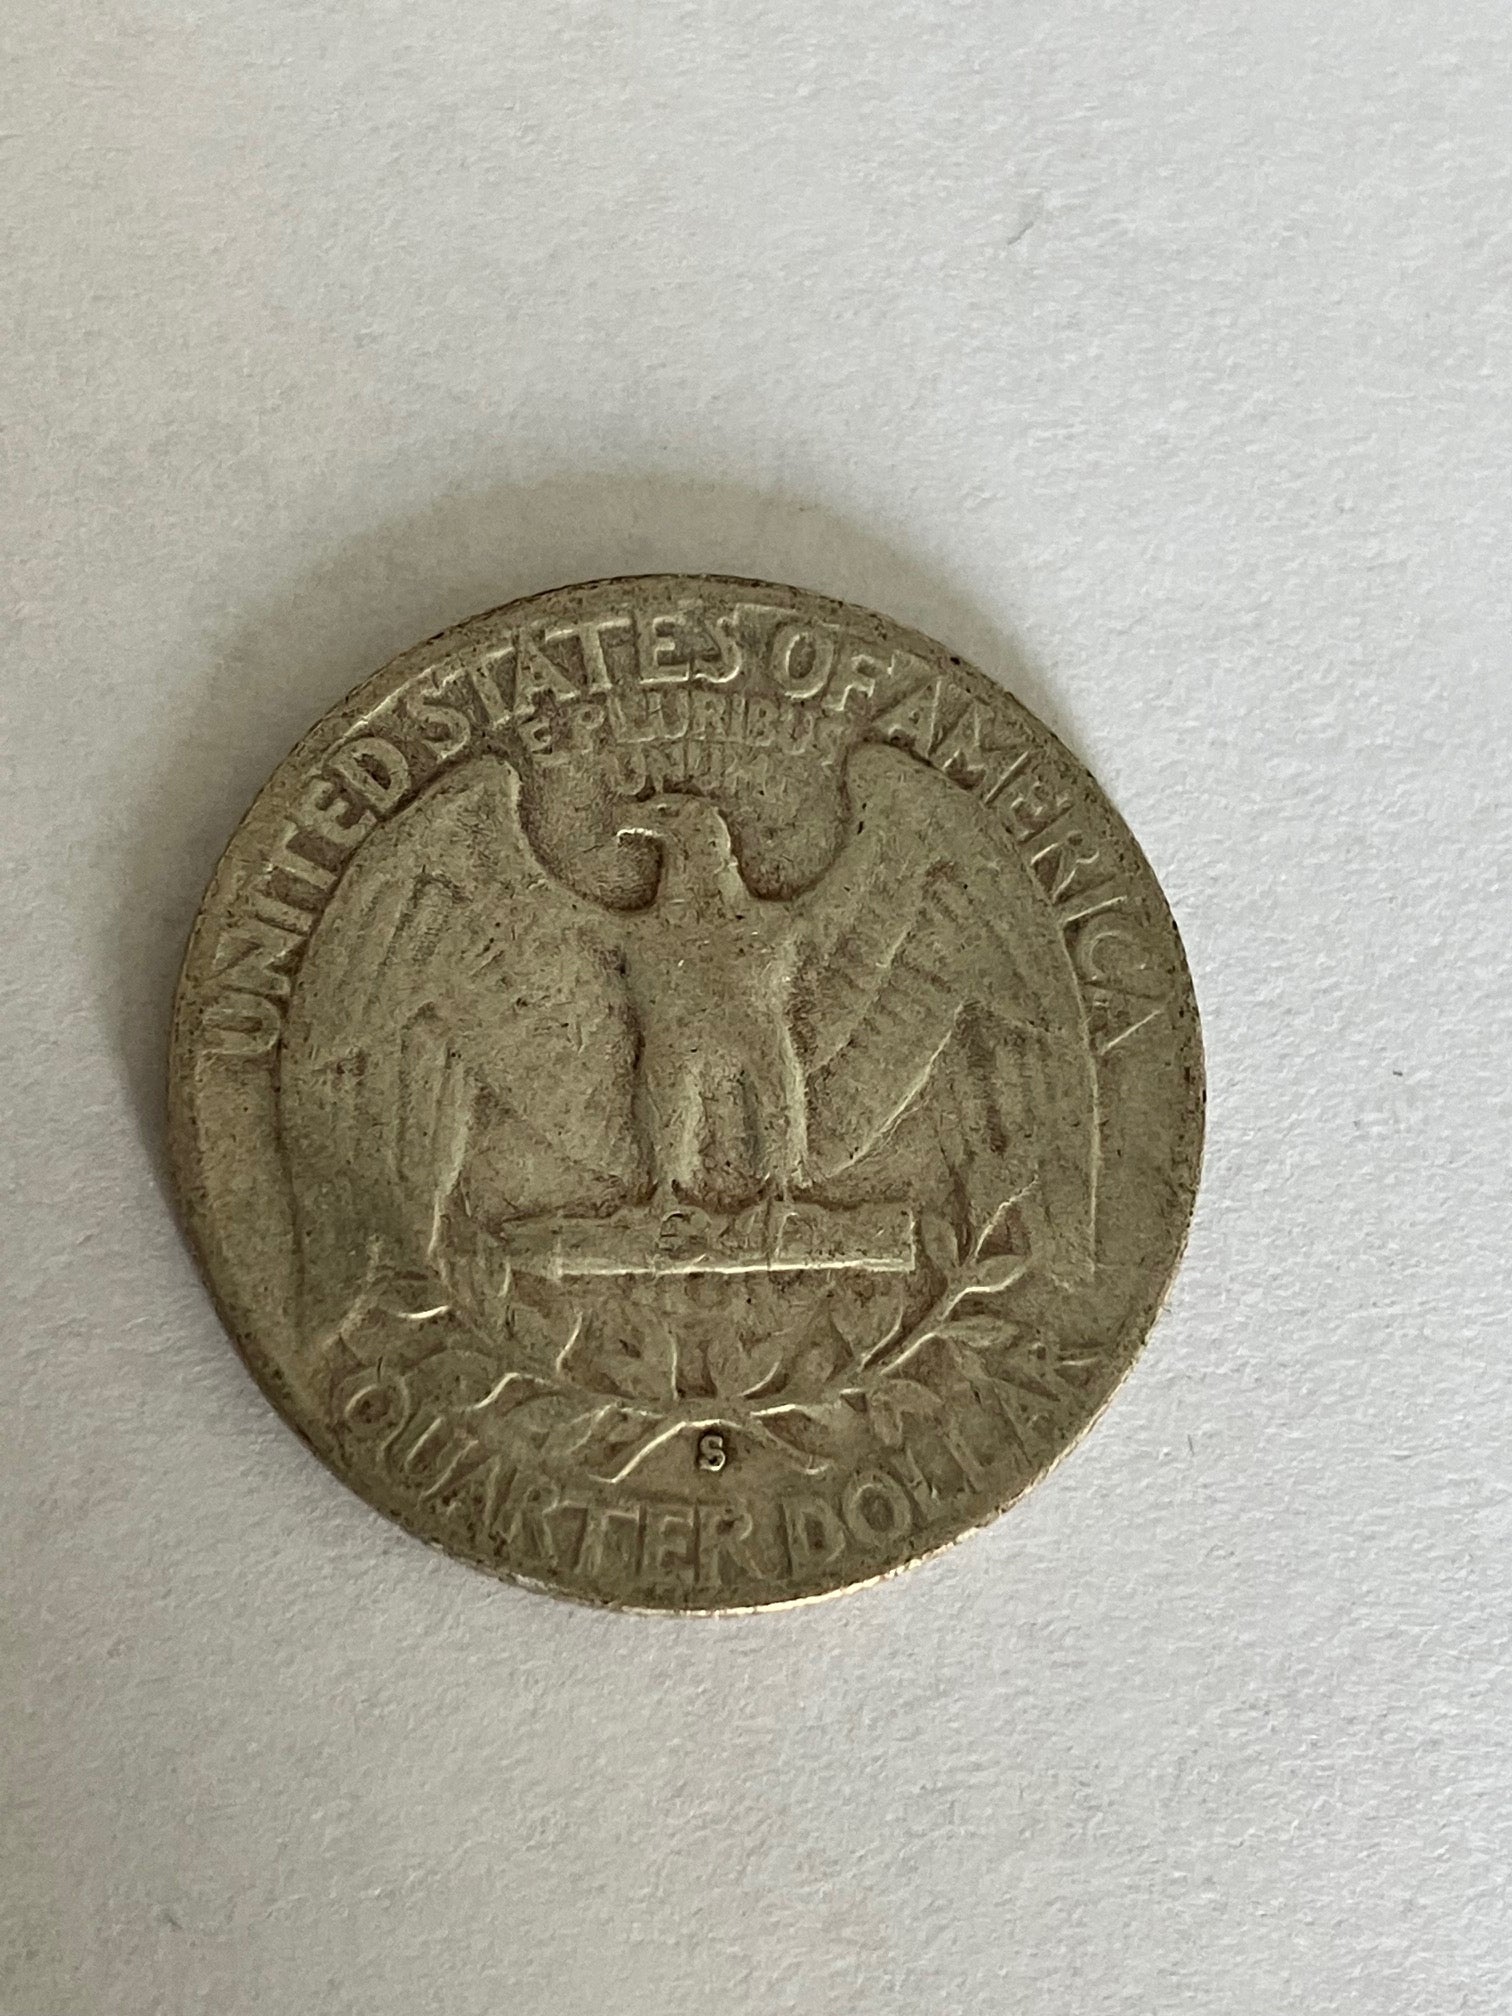 UNITED STATES OF AMERICA
E PLURIBUS
UNUM
S
QUARTER DOLLAR